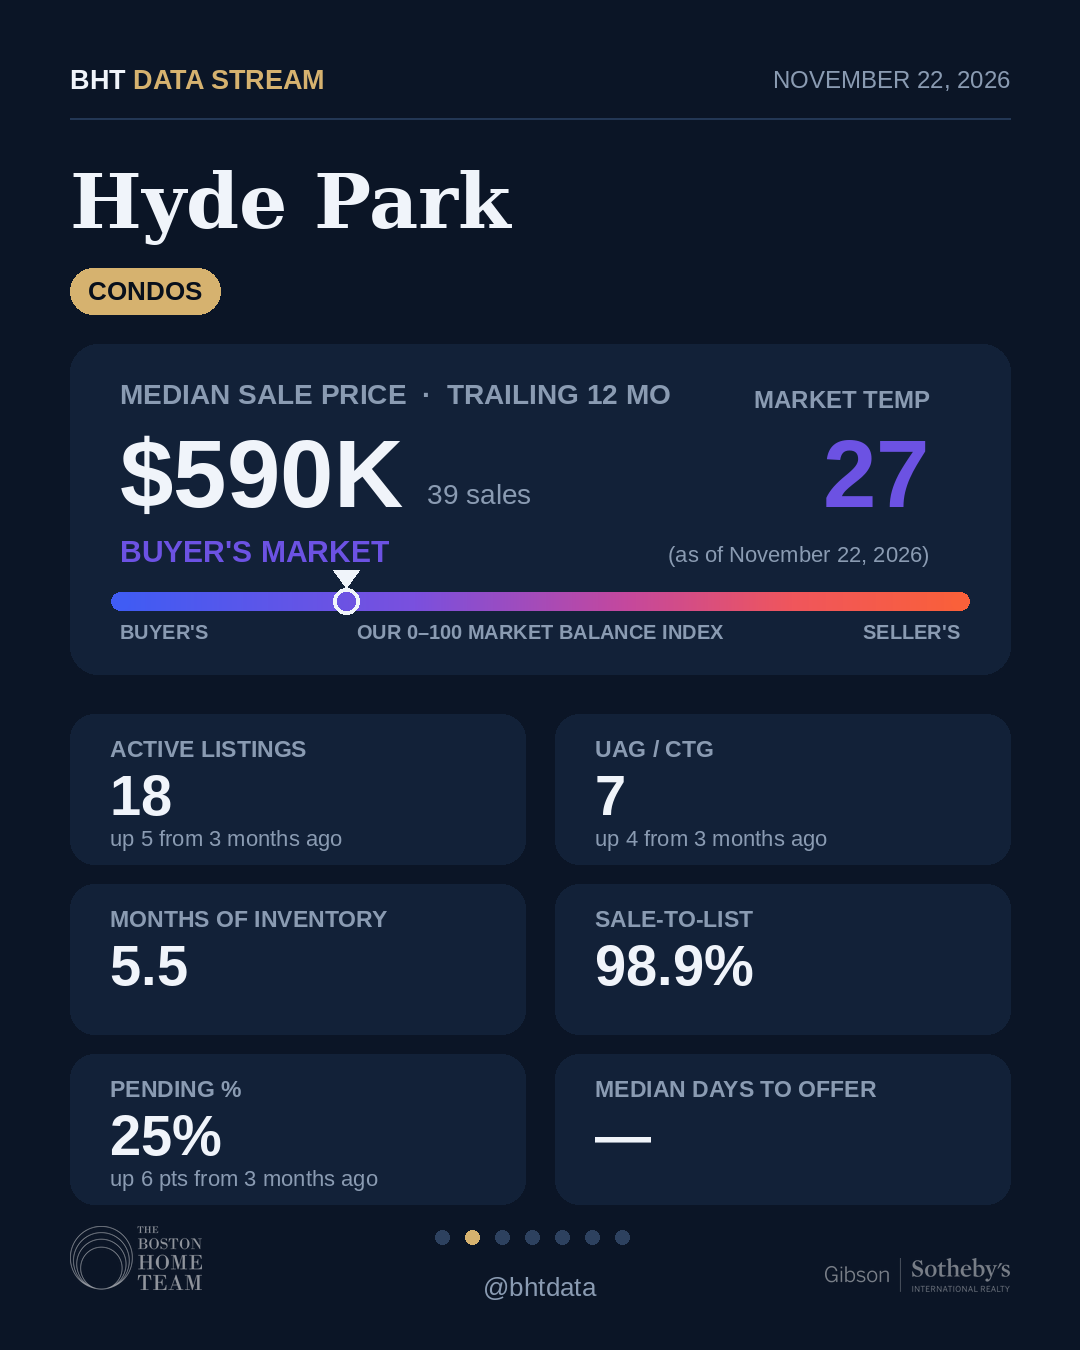 BHT DATA STREAM
NOVEMBER 22, 2026
Hyde Park
CONDOS
MEDIAN SALE PRICE · TRAILING 12 MO
MARKET TEMP
$590K 39 sales
27
BUYER'S MARKET
(as of November 22, 2026)
BUYER'S
OUR 0–100 MARKET BALANCE INDEX
SELLER'S
ACTIVE LISTINGS
18
up 5 from 3 months ago
UAG / CTG
7
up 4 from 3 months ago
MONTHS OF INVENTORY
5.5
SALE-TO-LIST
98.9%
PENDING %
25%
up 6 pts from 3 months ago
MEDIAN DAYS TO OFFER
—
THE
BOSTON
HOME
TEAM
@bhtdata
Gibson
Sotheby's
INTERNATIONAL REALTY